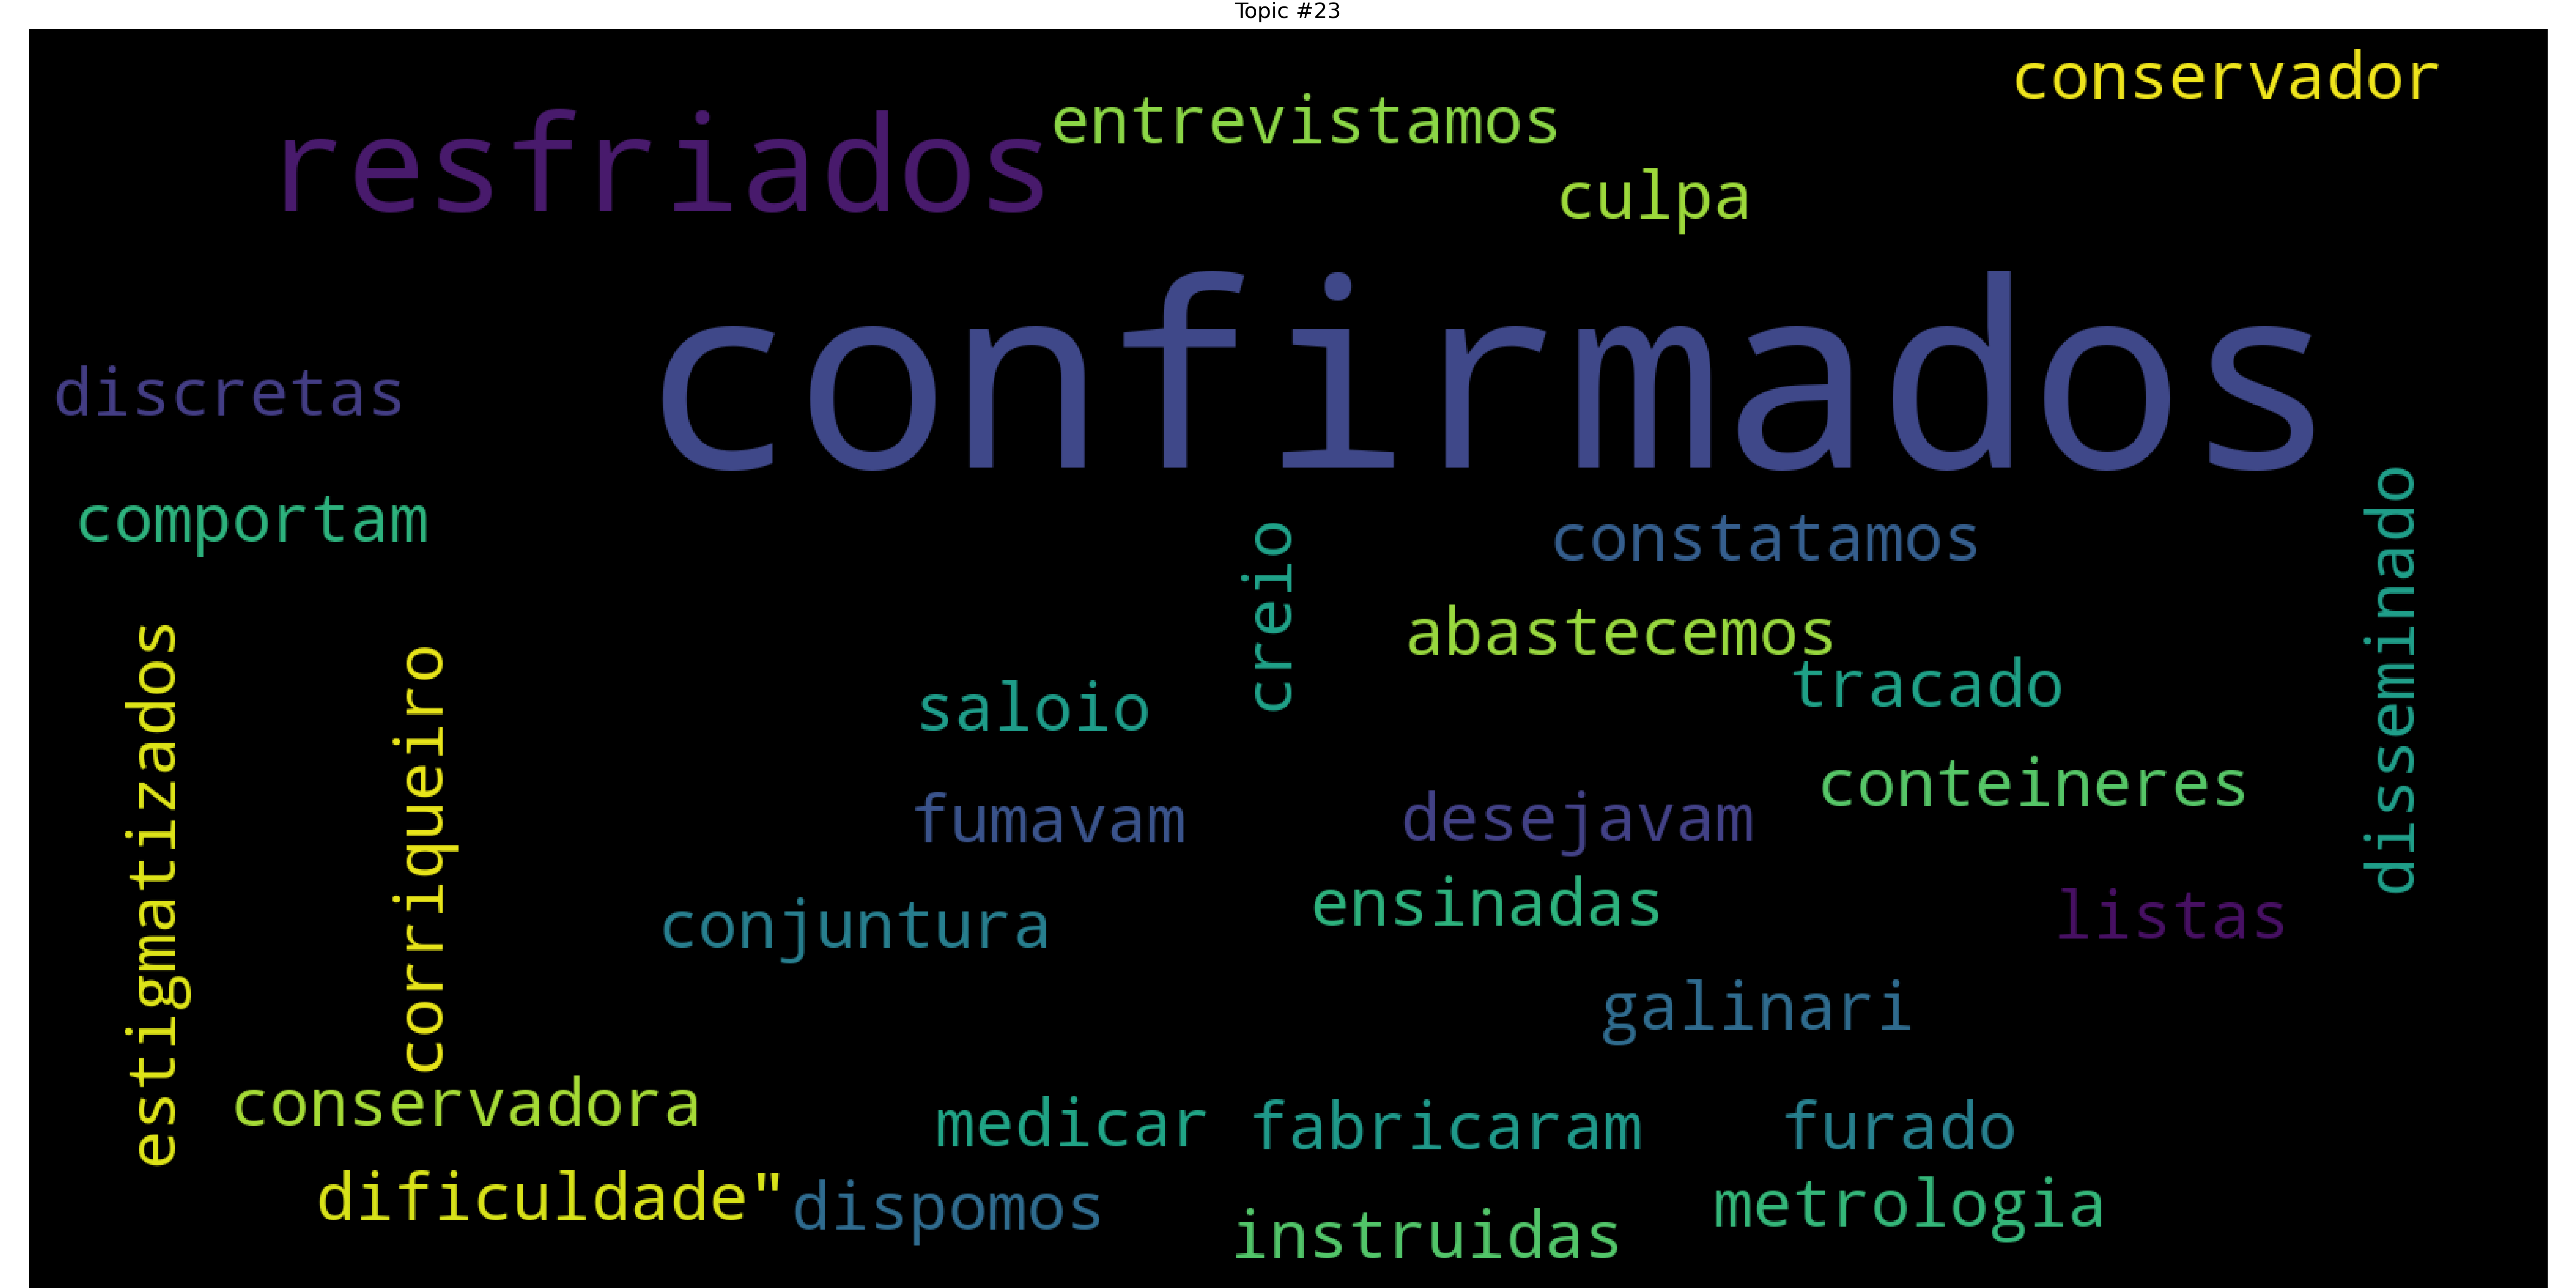 Topic #23
conservador
entrevistamos
resfriados
culpa
confirmados
discretas
comportam
constatamos
creio
disseminado
abastecemos
tracado
saloio
estigmatizados
corriqueiro
conteineres
fumavam
desejavam
ensinadas
listas
conjuntura
galinari
conservadora
medicar
fabricaram
furado
dificuldade"
dispomos
metrologia
instruidas